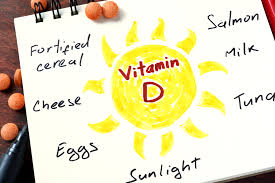 Fortified
cereal
Salmon
Milk
Vitamin
D
Cheese
Tuna
Eggs
Sunlight